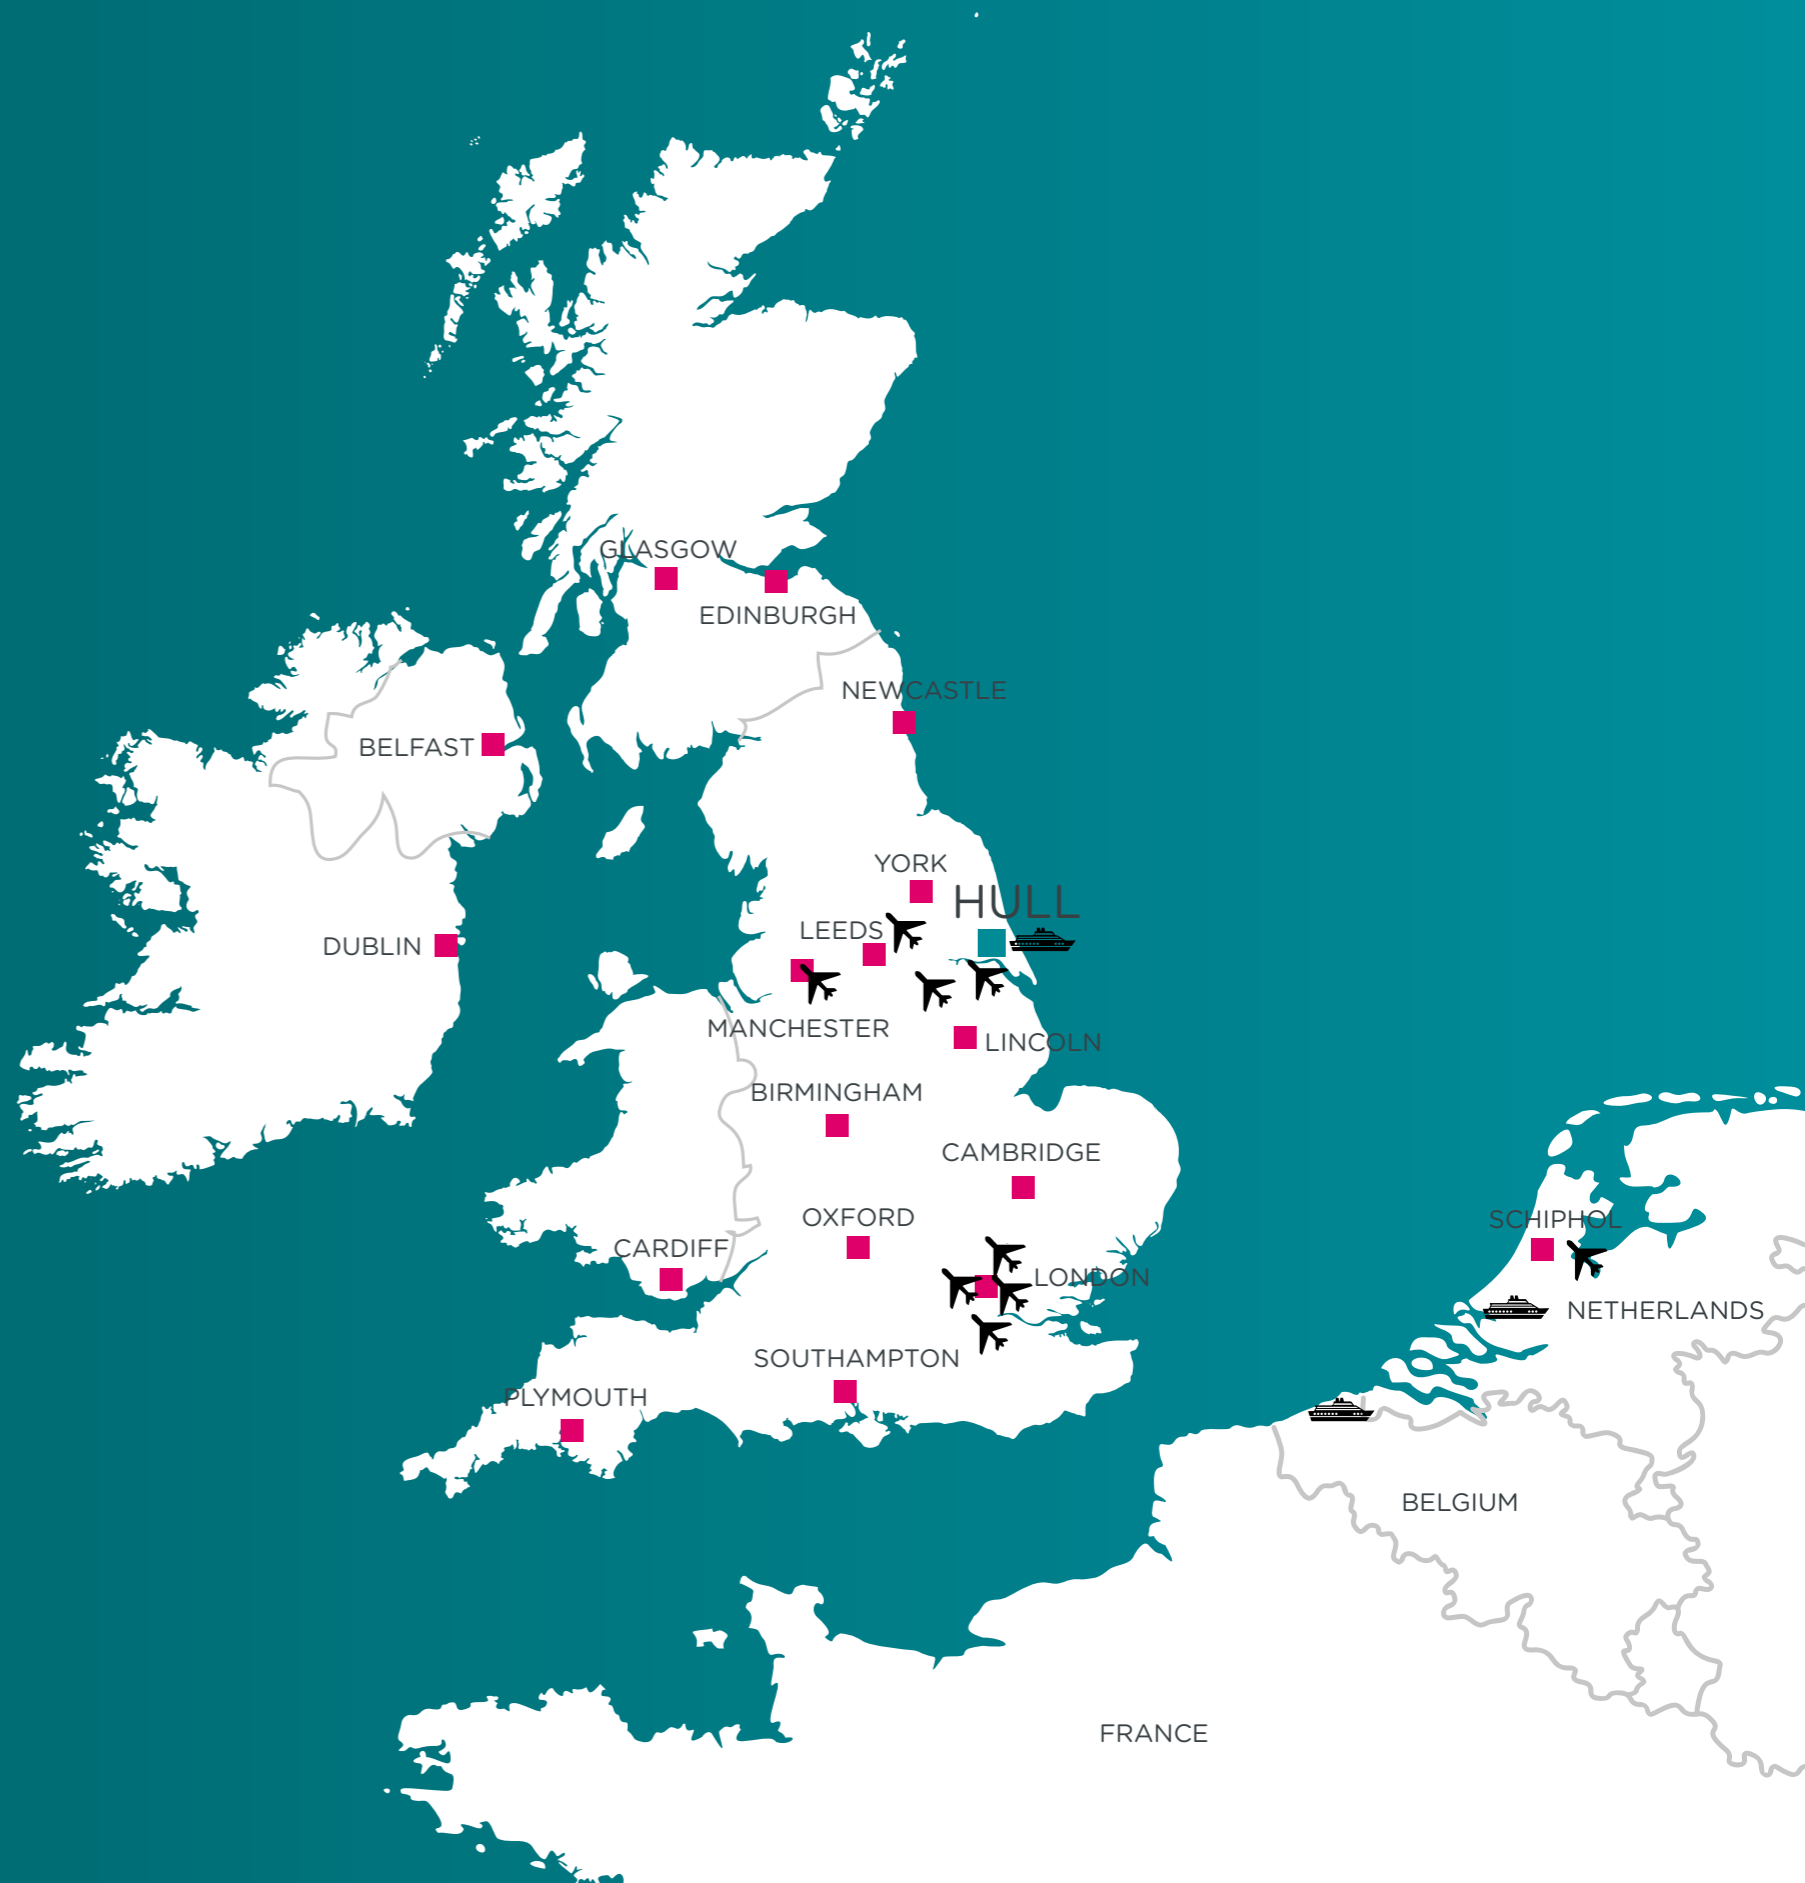 GLASGOW
EDINBURGH
NEWCASTLE
BELFAST
YORK
HULL
LEEDS
DUBLIN
MANCHESTER
LINCOLN
BIRMINGHAM
CAMBRIDGE
OXFORD
SCHIPHOL
CARDIFF
LONDON
NETHERLANDS
SOUTHAMPTON
PLYMOUTH
BELGIUM
FRANCE